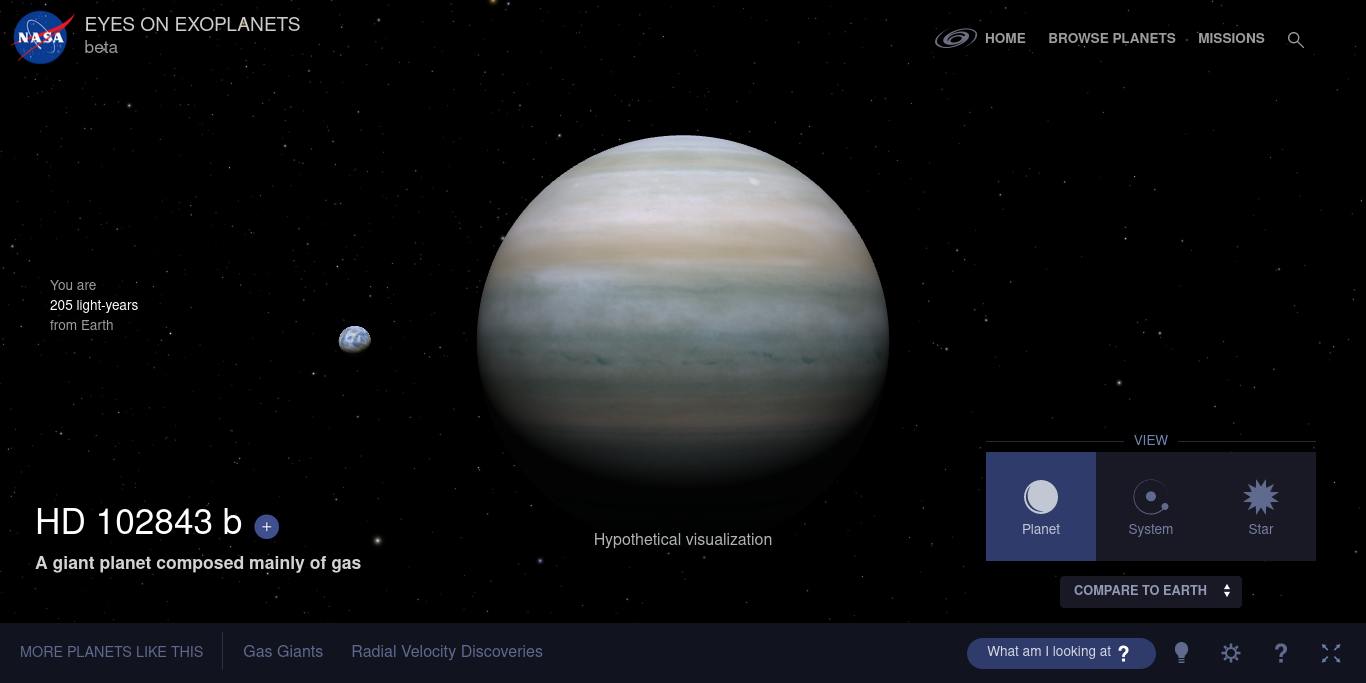 NASA
EYES ON EXOPLANETS
beta
HOME
BROWSE PLANETS
MISSIONS
You are
205 light-years
from Earth
VIEW
Planet
System
Star
HD 102843 b +
A giant planet composed mainly of gas
Hypothetical visualization
COMPARE TO EARTH
MORE PLANETS LIKE THIS
Gas Giants
Radial Velocity Discoveries
What am I looking at ?
?